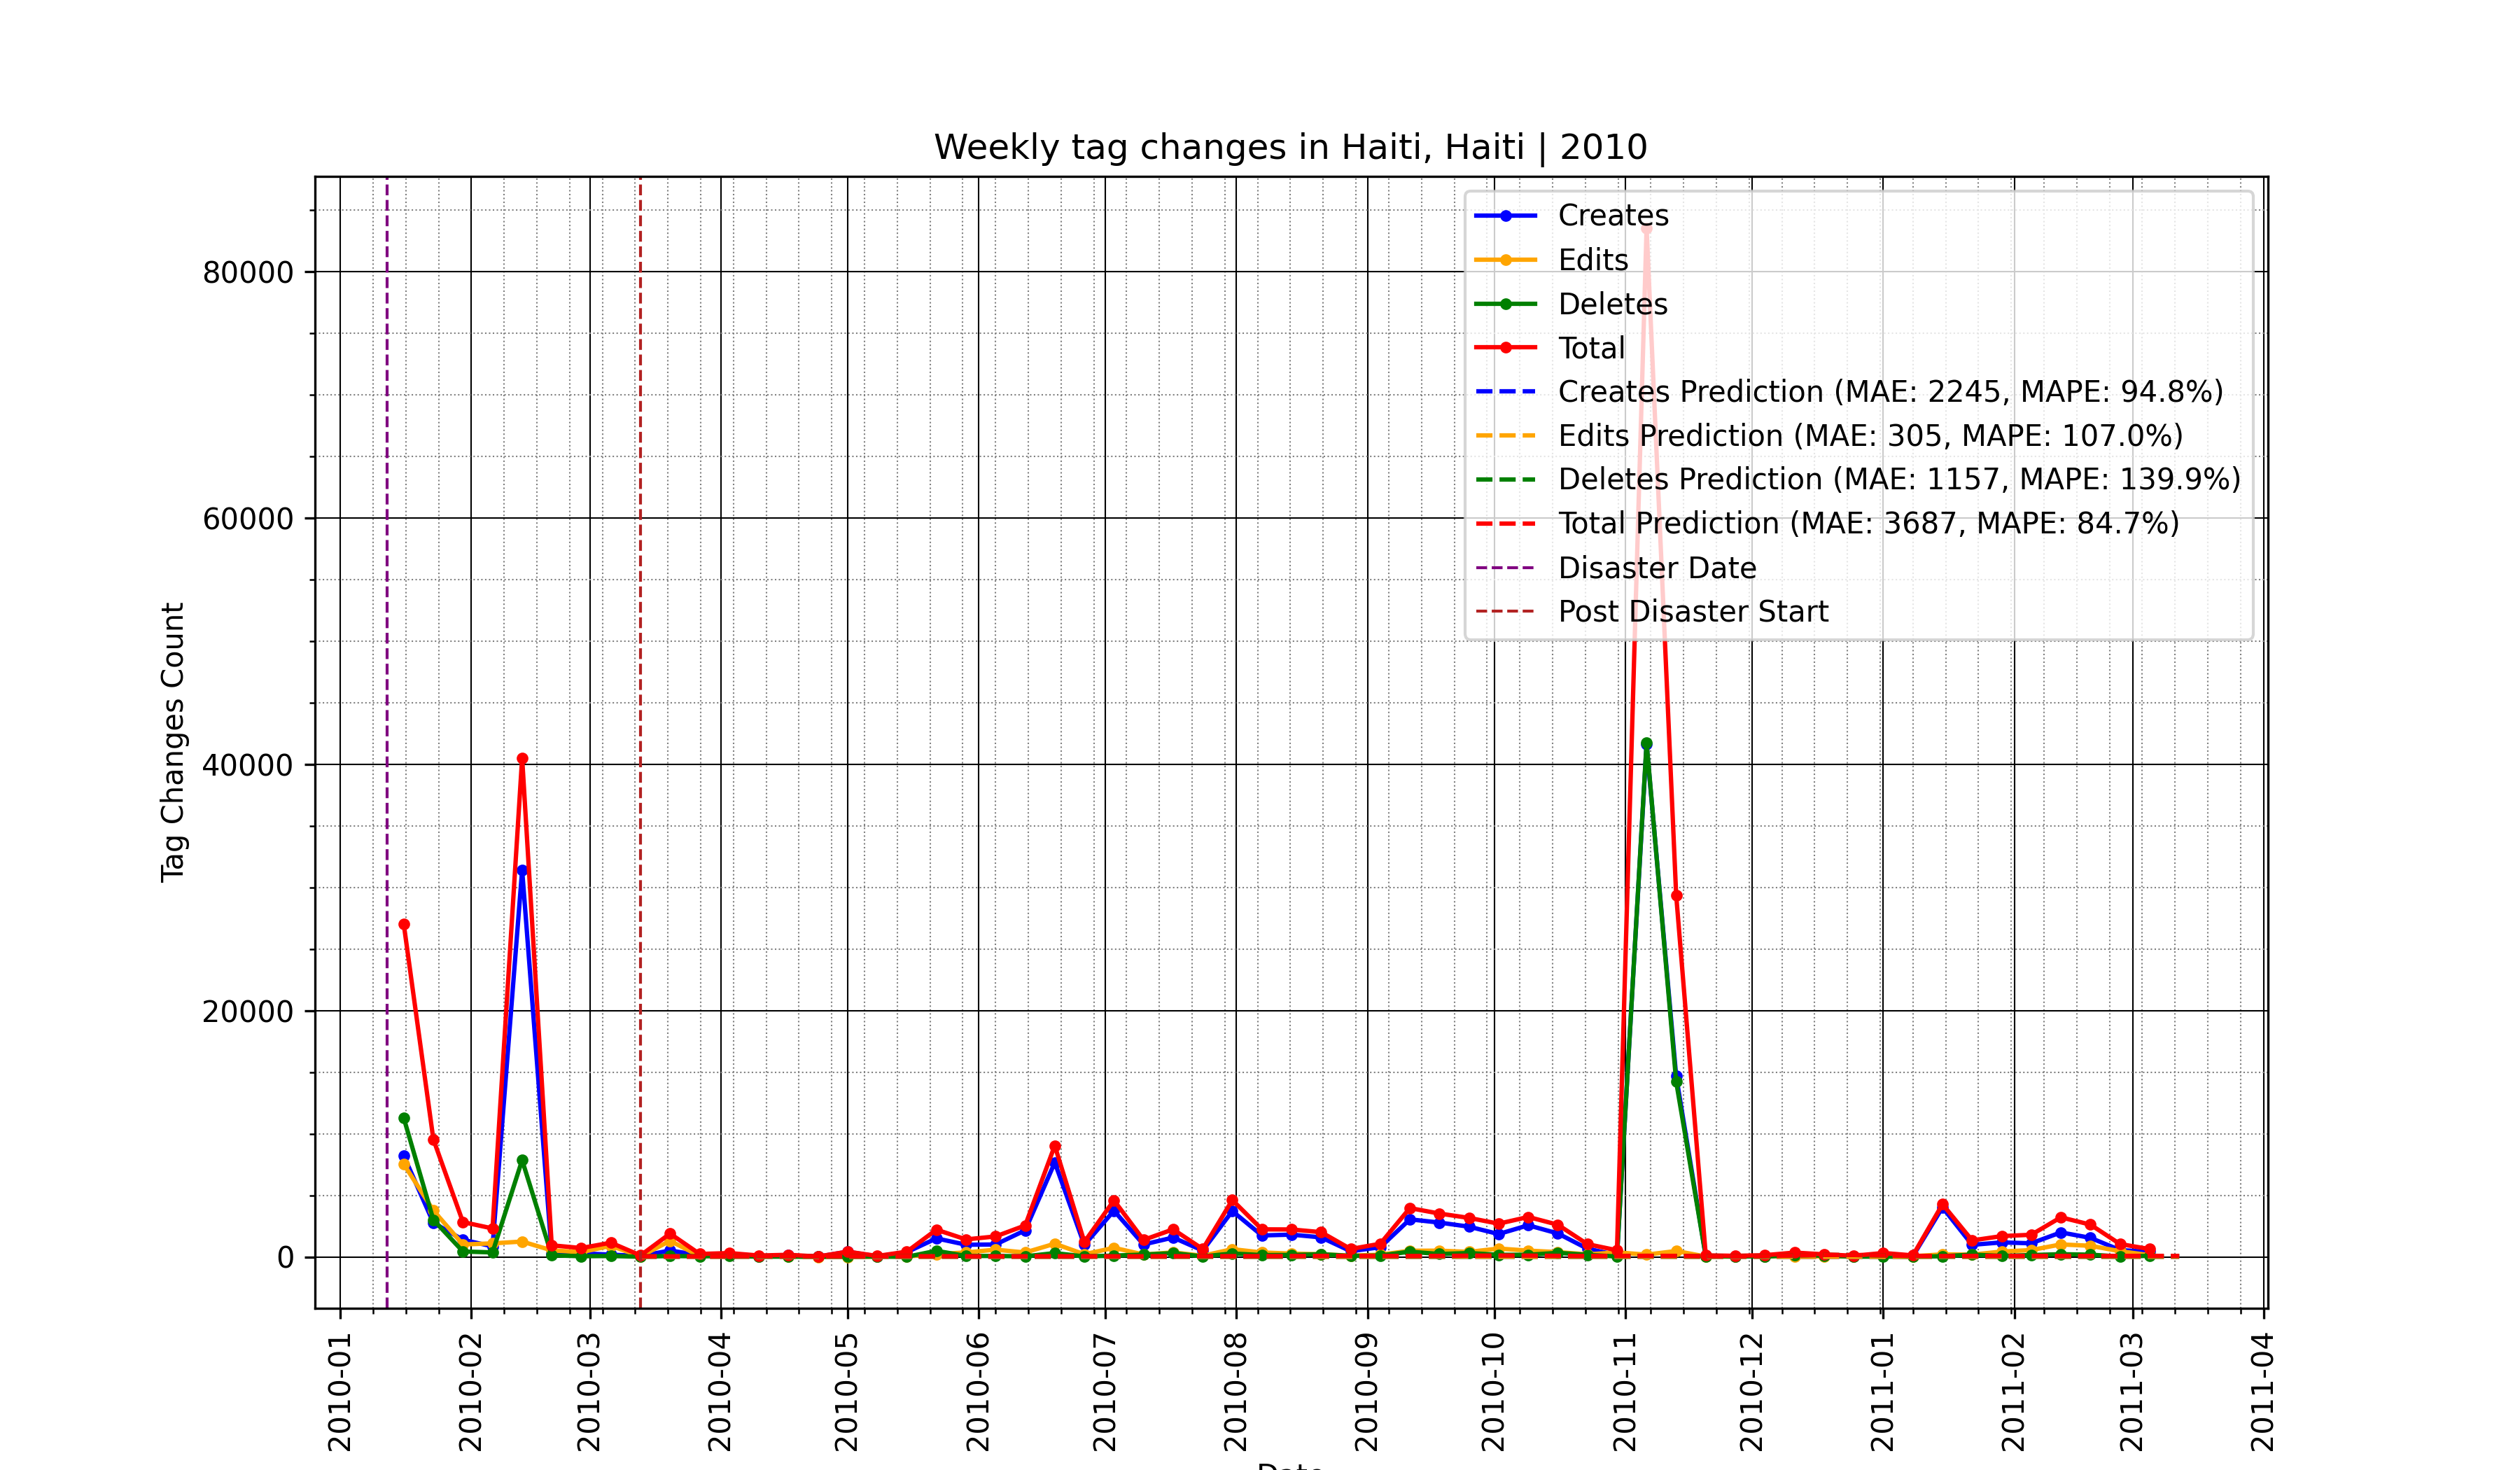 Weekly tag changes in Haiti, Haiti | 2010
Tag Changes Count
80000
60000
40000
20000
0
Creates
Edits
Deletes
Total
Creates Prediction (MAE: 2245, MAPE: 94.8%)
Edits Prediction (MAE: 305, MAPE: 107.0%)
Deletes Prediction (MAE: 1157, MAPE: 139.9%)
Total Prediction (MAE: 3687, MAPE: 84.7%)
Disaster Date
Post Disaster Start
2010-01
2010-02
2010-03
2010-04
2010-05
2010-06
2010-07
2010-08
2010-09
2010-10
2010-11
2010-12
2011-01
2011-02
2011-03
2011-04